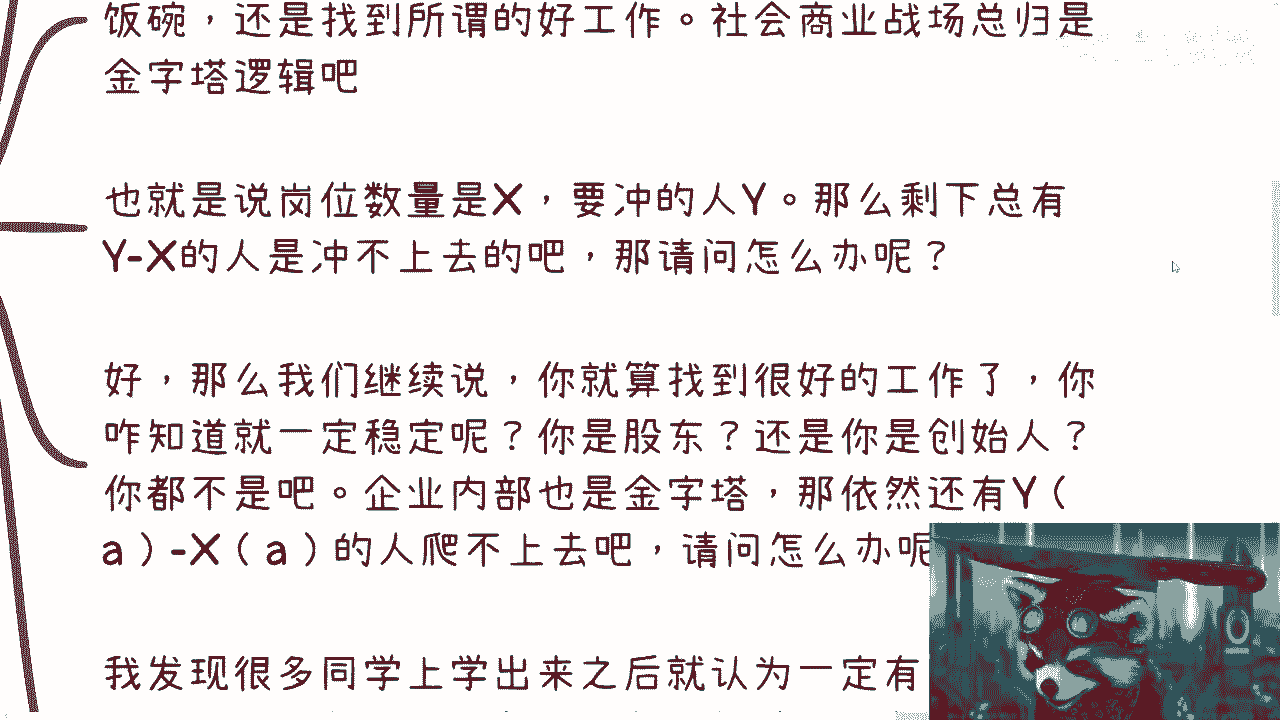 饭碗，还是找到所谓的好工作。社会商业战场总归是
金字塔逻辑吧
也就是说岗位数量是X，要冲的人Y。那么剩下总有
Y-X的人是冲不上去的吧，那请问怎么办呢？
好，那么我们继续说，你就算找到很好的工作了，你
咋知道就一定稳定呢？你是股东？还是你是创始人？
你都不是吧。企业内部也是金字塔，那依然还有Y（
a）-X（a）的人爬不上去吧，请问怎么办呢
我发现很多同学上学出来之后就认为一定有